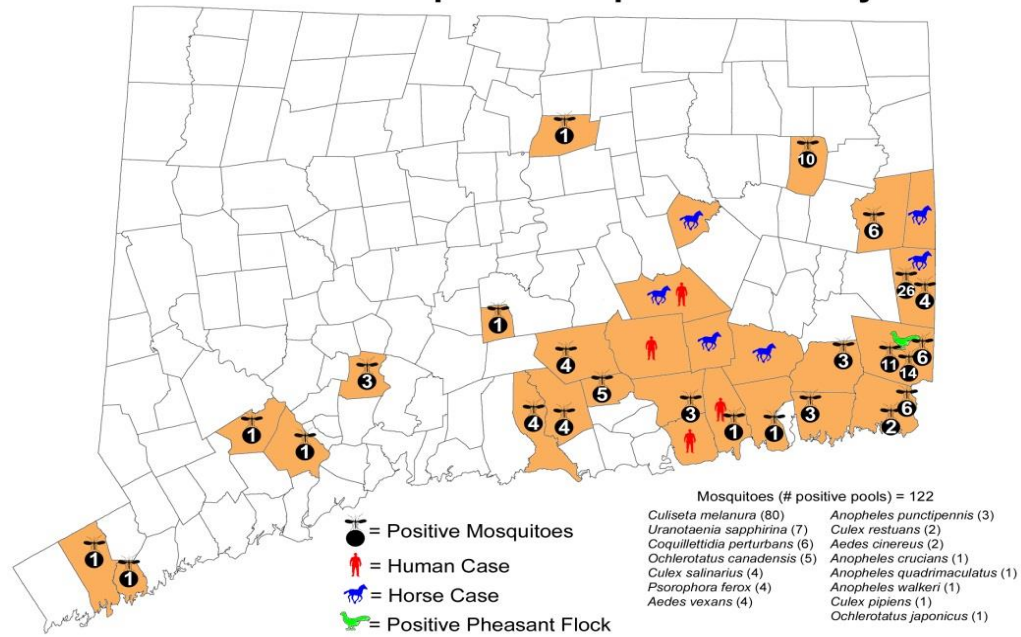 1
10
6
26
4
1
3
4
5
4
4
3
1
1
3
3
11
14
6
6
2
1
1
1
1
= Positive Mosquitoes
= Human Case
= Horse Case
= Positive Pheasant Flock
Mosquitoes (# positive pools) = 122
Culiseta melanura (80)
Uranotaenia sapphirina (7)
Coquillettidia perturbans (6)
Ochlerotatus canadensis (5)
Culex salinarius (4)
Psorophora ferox (4)
Aedes vexans (4)
Anopheles punctipennis (3)
Culex restuans (2)
Aedes cinereus (2)
Anopheles crucians (1)
Anopheles quadrimaculatus (1)
Anopheles walkeri (1)
Culex pipiens (1)
Ochlerotatus japonicus (1)